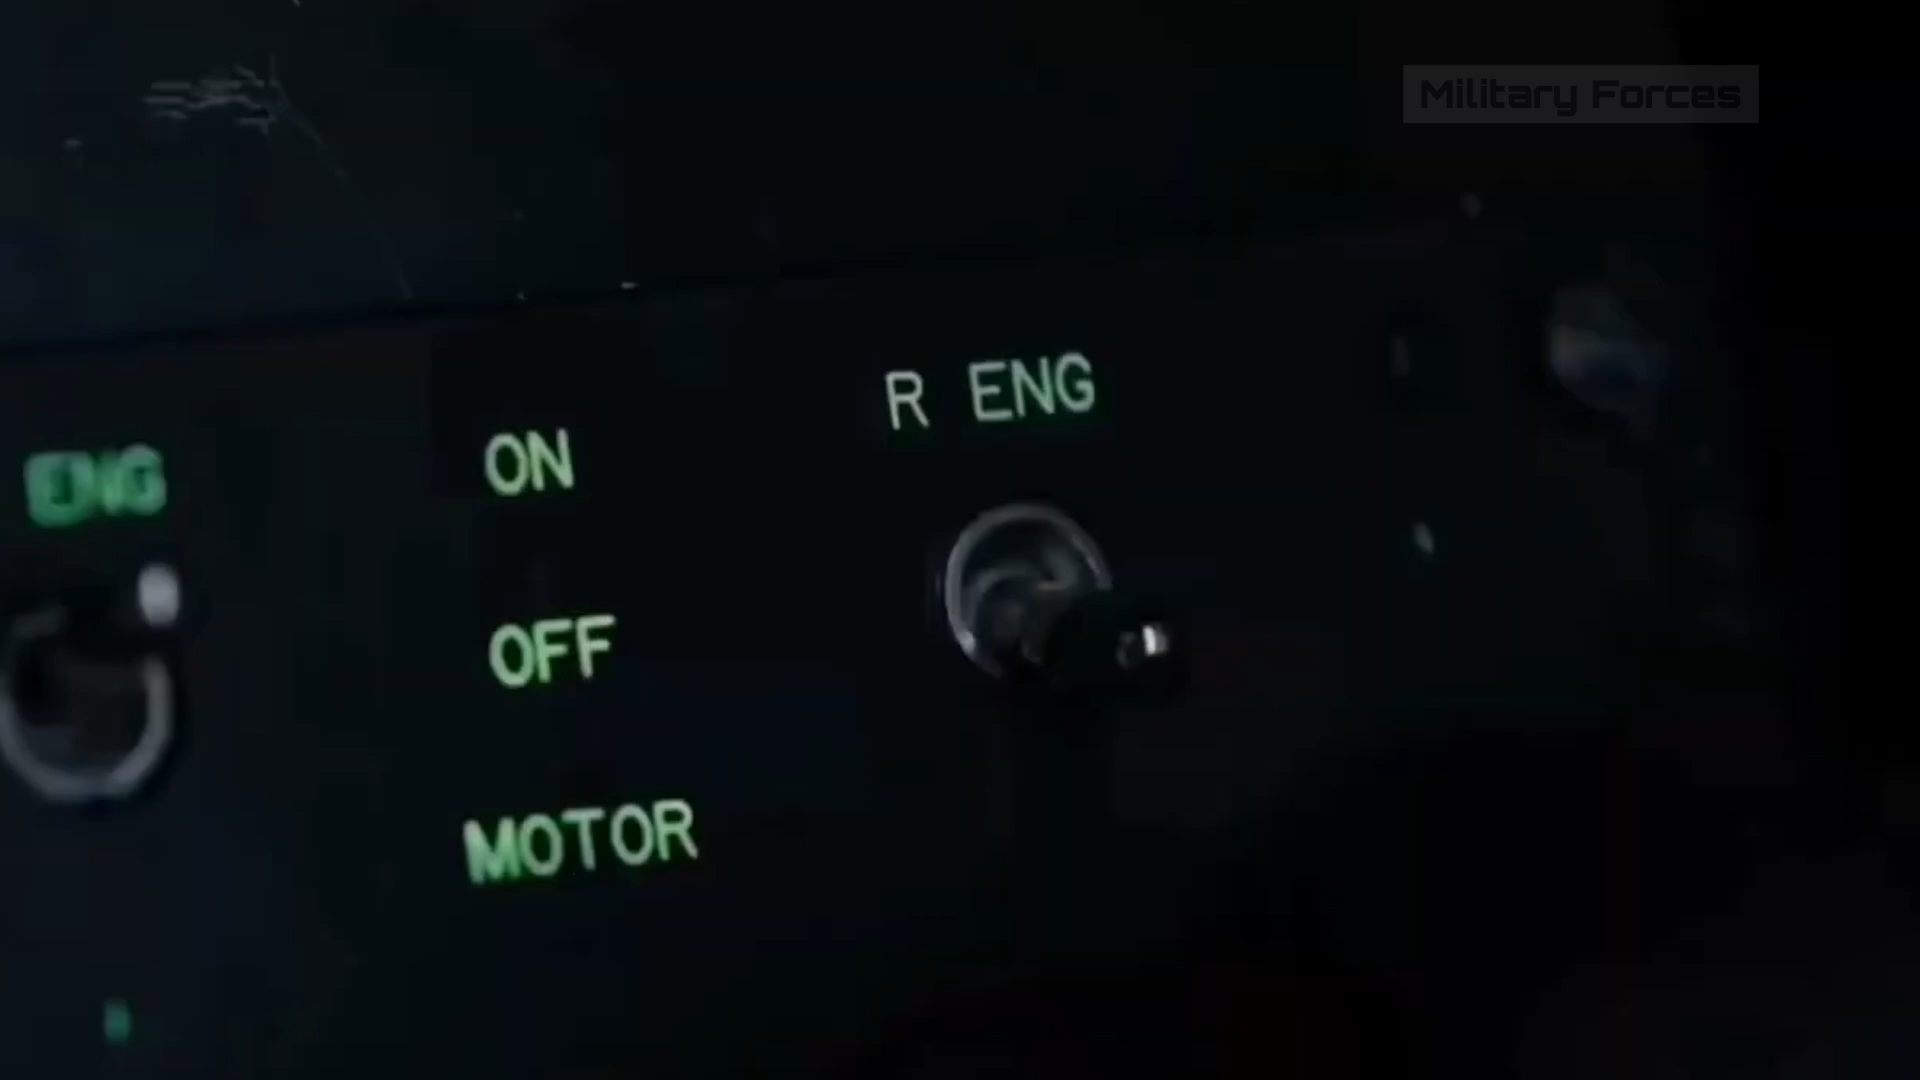 Military Forces
R ENG
ENG
ON
OFF
MOTOR